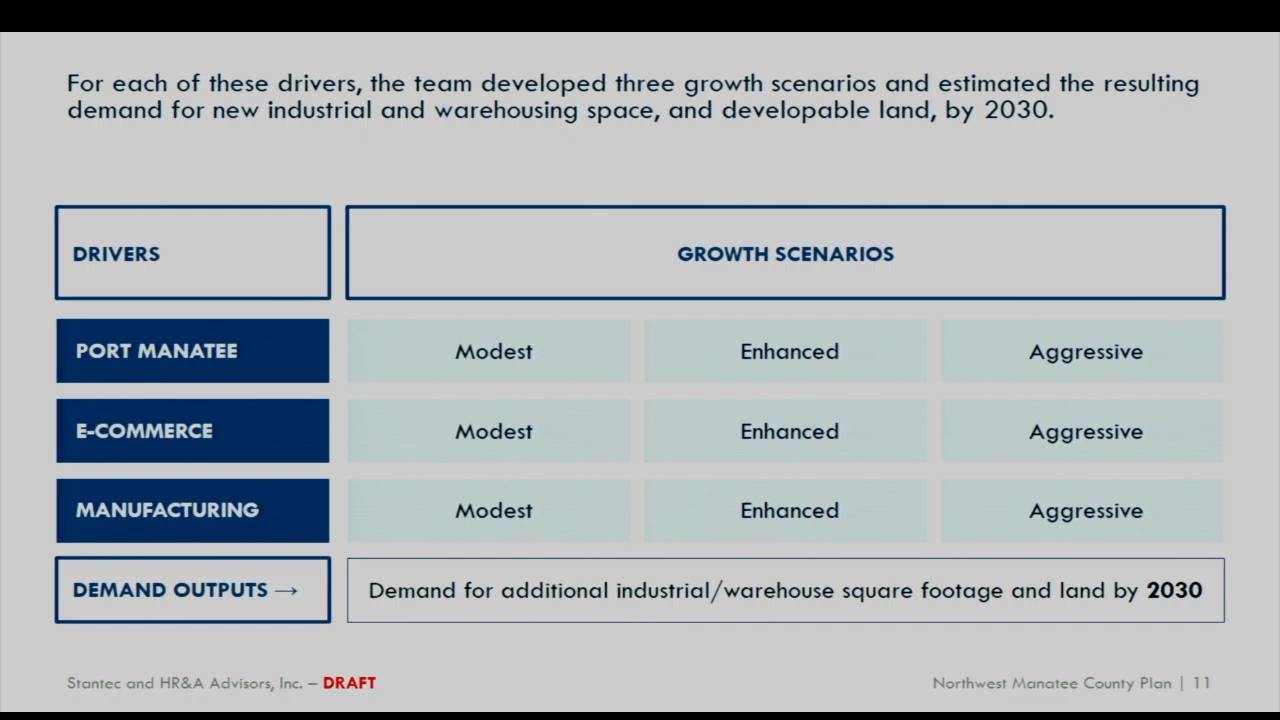 For each of these drivers, the team developed three growth scenarios and estimated the resulting
demand for new industrial and warehousing space, and developable land, by 2030.
DRIVERS
GROWTH SCENARIOS
PORT MANATEE
Modest
Enhanced
Aggressive
E-COMMERCE
Modest
Enhanced
Aggressive
MANUFACTURING
Modest
Enhanced
Aggressive
DEMAND OUTPUTS →
Demand for additional industrial/warehouse square footage and land by 2030
Stantec and HR&A Advisors, Inc. – DRAFT
Northwest Manatee County Plan | 11